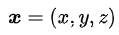 𝒙 = (x, y, z)